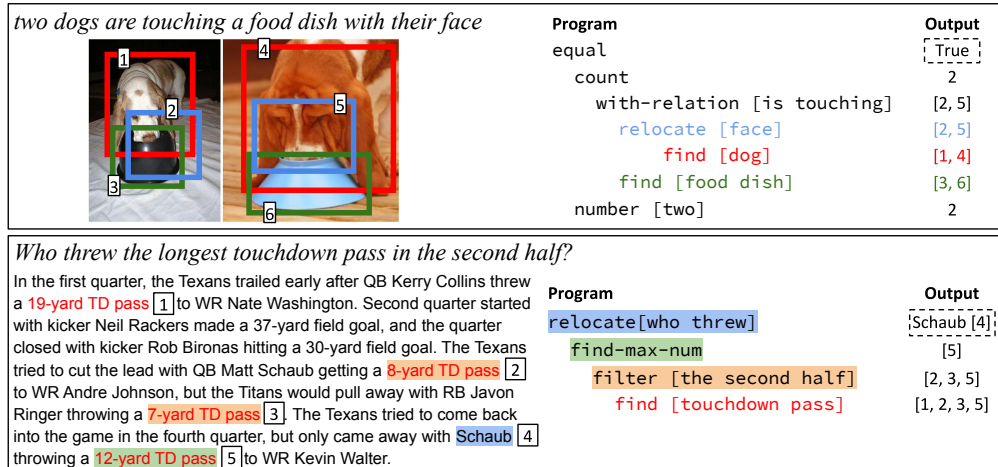 two dogs are touching a food dish with their face
1
2
3
4
5
6
Program Output
equal True
count 2
with-relation [is touching] [2, 5]
relocate [face] [2, 5]
find [dog] [1, 4]
find [food dish] [3, 6]
number [two] 2
Who threw the longest touchdown pass in the second half?
In the first quarter, the Texans trailed early after QB Kerry Collins threw
a 19-yard TD pass 1 to WR Nate Washington. Second quarter started
with kicker Neil Rackers made a 37-yard field goal, and the quarter
closed with kicker Rob Bironas hitting a 30-yard field goal. The Texans
tried to cut the lead with QB Matt Schaub getting a 8-yard TD pass 2
to WR Andre Johnson, but the Titans would pull away with RB Javon
Ringer throwing a 7-yard TD pass 3. The Texans tried to come back
into the game in the fourth quarter, but only came away with Schaub 4
throwing a 12-yard TD pass 5 to WR Kevin Walter.
Program Output
relocate[who threw] Schaub [4]
find-max-num [5]
filter [the second half] [2, 3, 5]
find [touchdown pass] [1, 2, 3, 5]